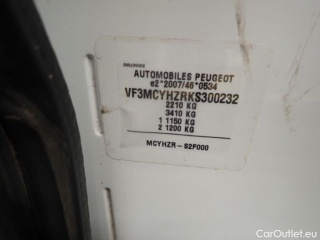 AUTOMOBILES PEUGEOT
e2*2007/46*0534
VF3MCYHZRKS300232
2210 KG
3410 KG
1 1150 KG
2 1200 KG
MCYHZR-S2F000
CarOutlet.eu